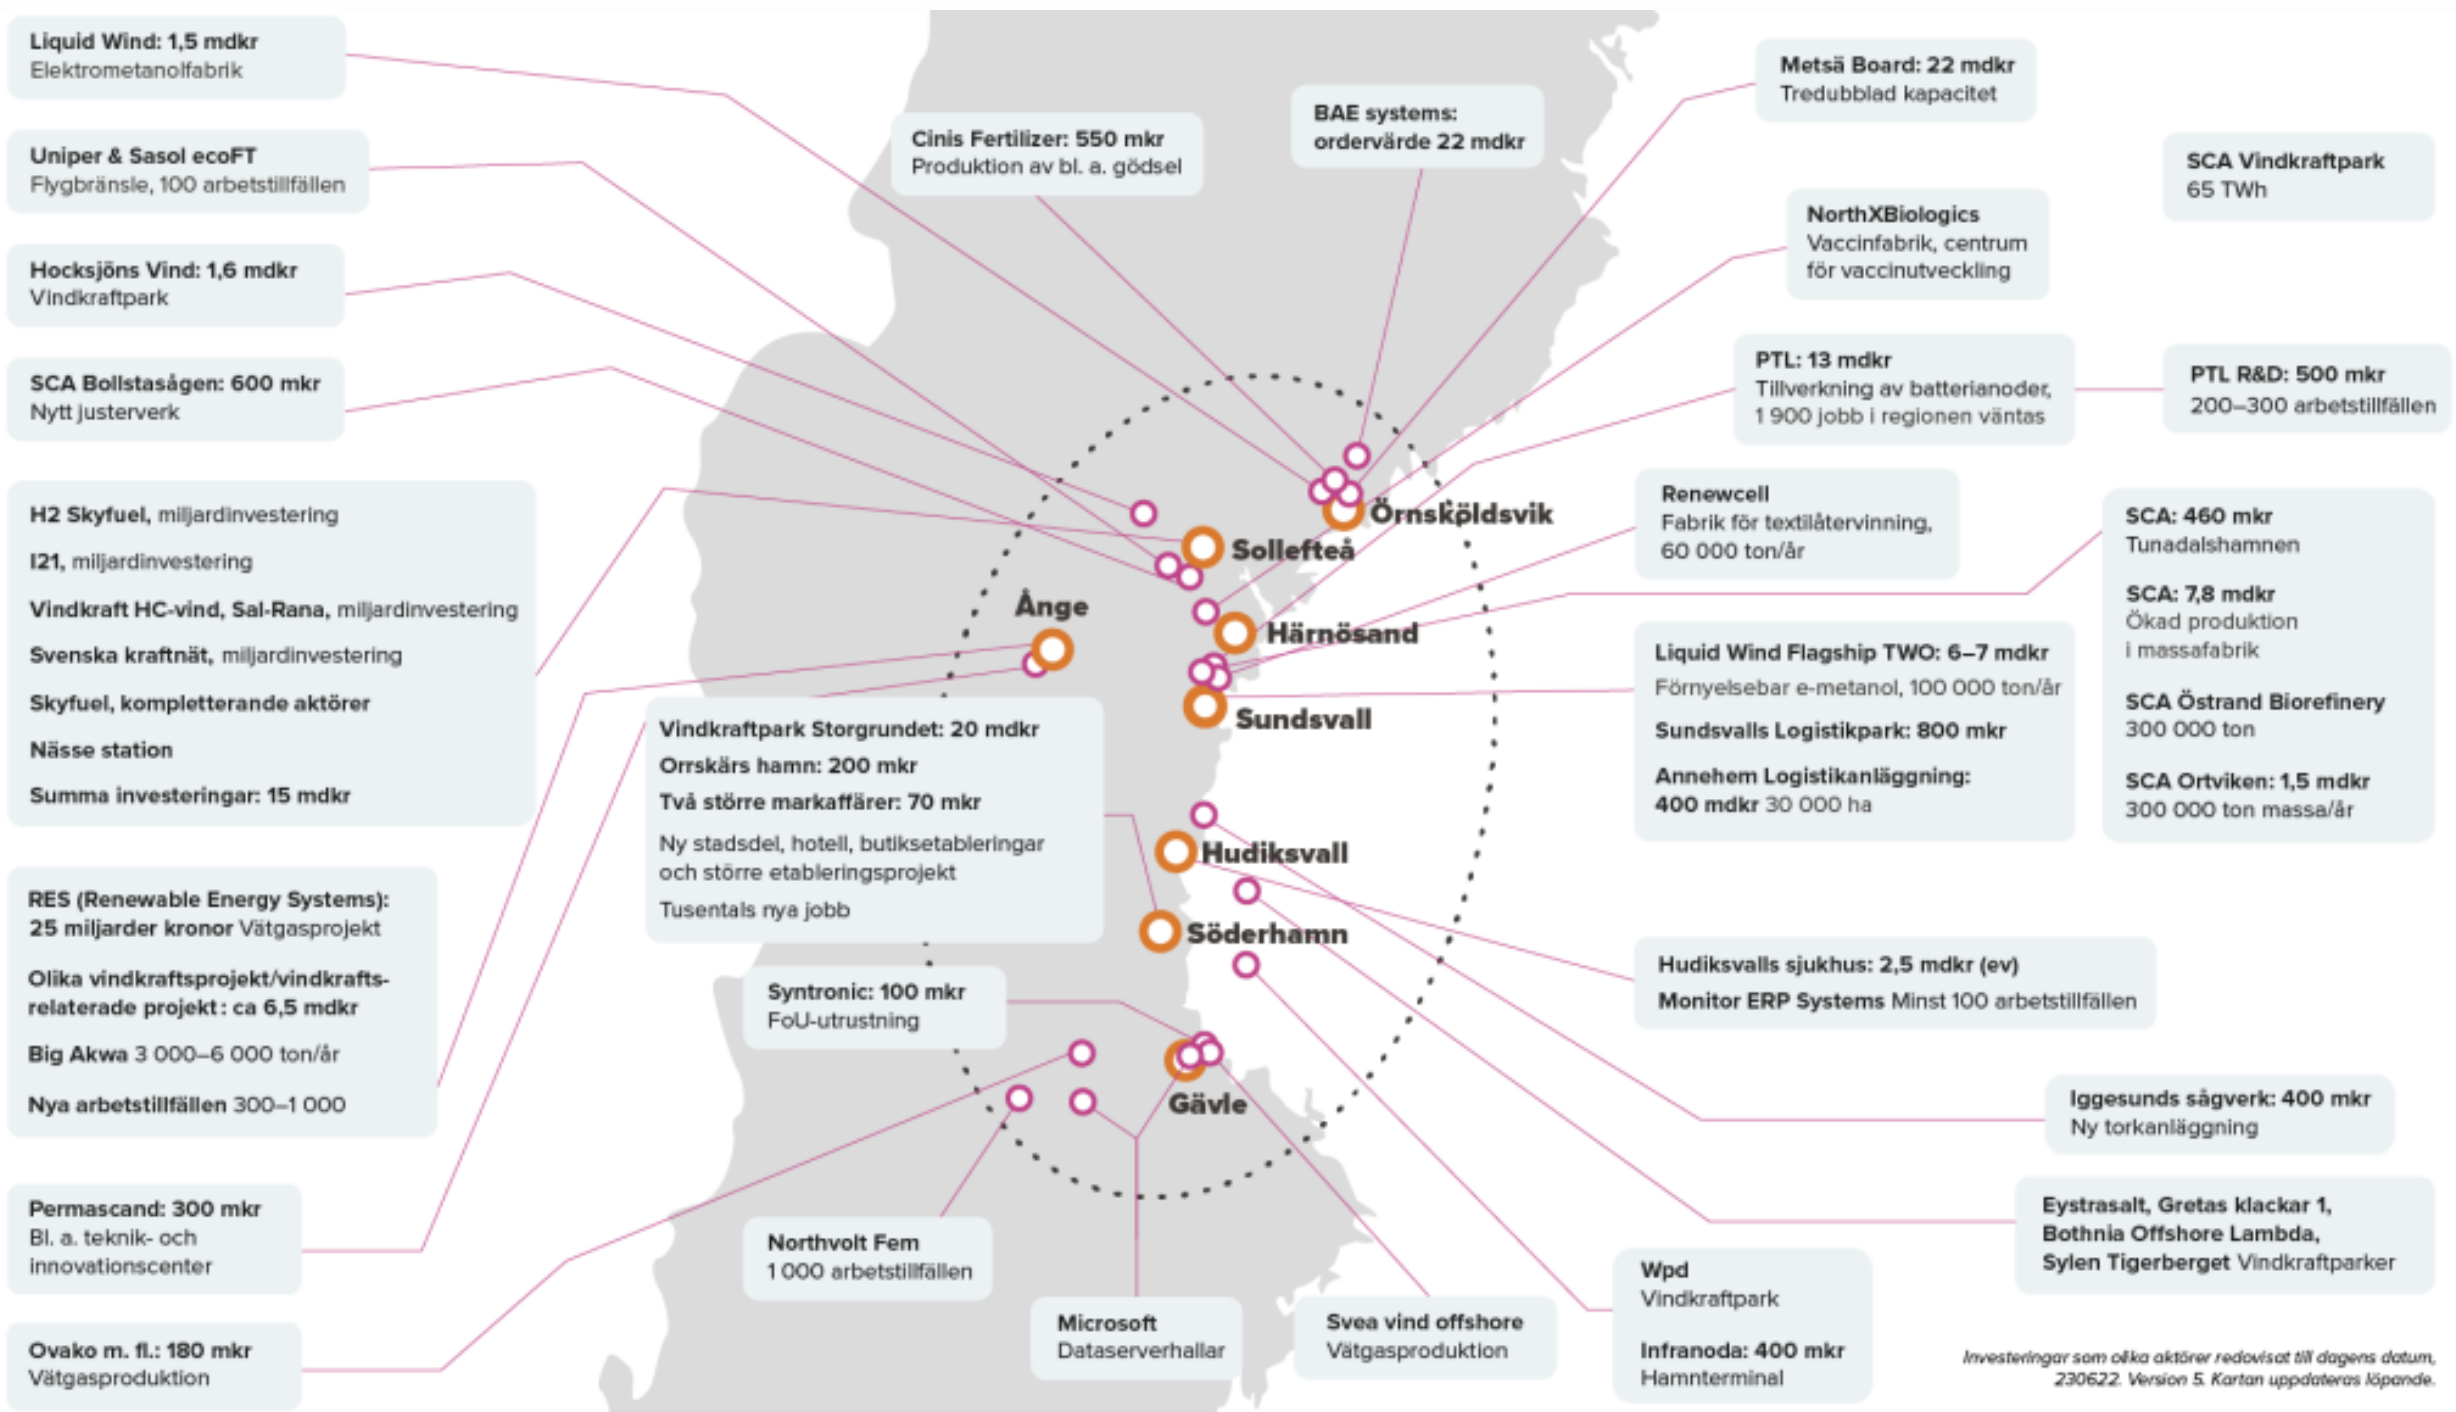 Liquid Wind: 1,5 mdkr
Elektrometanolfabrik
Uniper & Sasol ecoFT
Flygbränsle, 100 arbetstillfällen
Hocksjöns Vind: 1,6 mdkr
Vindkraftpark
SCA Bollstasågen: 600 mkr
Nytt justerverk
H2 Skyfuel, miljardinvestering
I21, miljardinvestering
Vindkraft HC-vind, Sal-Rana, miljardinvestering
Svenska kraftnät, miljardinvestering
Skyfuel, kompletterande aktörer
Nässe station
Summa investeringar: 15 mdkr
RES (Renewable Energy Systems):
25 miljarder kronor Vätgasprojekt
Olika vindkraftsprojekt/vindkrafts-
relaterade projekt: ca 6,5 mdkr
Big Akwa 3 000–6 000 ton/år
Nya arbetstillfällen 300–1 000
Permascand: 300 mkr
Bl. a. teknik- och
innovationscenter
Ovako m. fl.: 180 mkr
Vätgasproduktion
Cinis Fertilizer: 550 mkr
Produktion av bl. a. gödsel
BAE systems:
ordervärde 22 mdkr
Metsä Board: 22 mdkr
Tredubblad kapacitet
SCA Vindkraftpark
65 TWh
NorthXBiologics
Vaccinfabrik, centrum
för vaccinutveckling
PTL: 13 mdkr
Tillverkning av batterianoder,
1 900 jobb i regionen väntas
PTL R&D: 500 mkr
200–300 arbetstillfällen
Renewcell
Fabrik för textilåtervinning,
60 000 ton/år
SCA: 460 mkr
Tunadalshamnen
SCA: 7,8 mdkr
Ökad produktion
i massafabrik
SCA Östrand Biorefinery
300 000 ton
SCA Ortviken: 1,5 mdkr
300 000 ton massa/år
Liquid Wind Flagship TWO: 6–7 mdkr
Förnyelsebar e-metanol, 100 000 ton/år
Sundsvalls Logistikpark: 800 mkr
Annehem Logistikanläggning:
400 mdkr 30 000 ha
Örnsköldsvik
Sollefteå
Ånge
Härnösand
Sundsvall
Hudiksvall
Söderhamn
Gävle
Vindkraftpark Storgrundet: 20 mdkr
Orrskärs hamn: 200 mkr
Två större markaffärer: 70 mkr
Ny stadsdel, hotell, butiksetableringar
och större etableringsprojekt
Tusentals nya jobb
Syntronic: 100 mkr
FoU-utrustning
Northvolt Fem
1 000 arbetstillfällen
Microsoft
Dataserverhallar
Svea vind offshore
Vätgasproduktion
Hudiksvalls sjukhus: 2,5 mdkr (ev)
Monitor ERP Systems Minst 100 arbetstillfällen
Iggesunds sågverk: 400 mkr
Ny torkanläggning
Eystrasalt, Gretas klackar 1,
Bothnia Offshore Lambda,
Sylen Tigerberget Vindkraftparker
Wpd
Vindkraftpark
Infranoda: 400 mkr
Hamnterminal
Investeringar som olika aktörer redovisat till dagens datum,
230622. Version 5. Kartan uppdateras löpande.